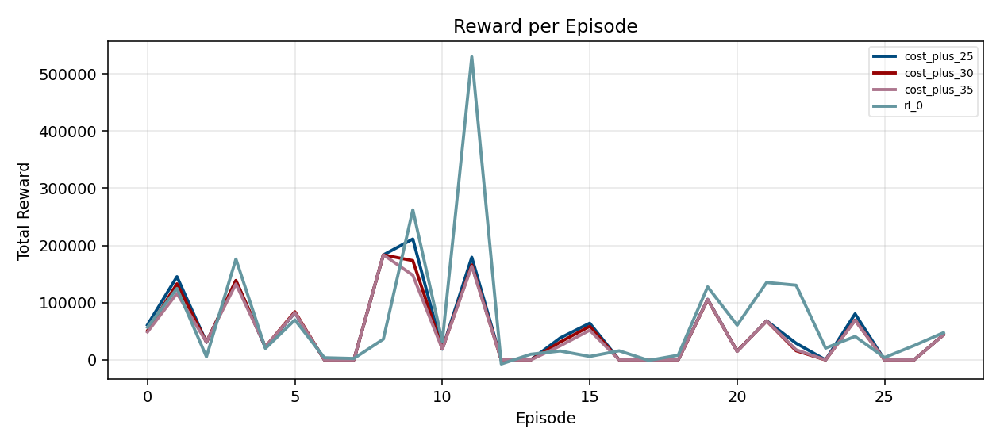 Reward per Episode
Total Reward
500000
400000
300000
200000
100000
0
cost_plus_25
cost_plus_30
cost_plus_35
rl_0
0 5 10 15 20 25
Episode